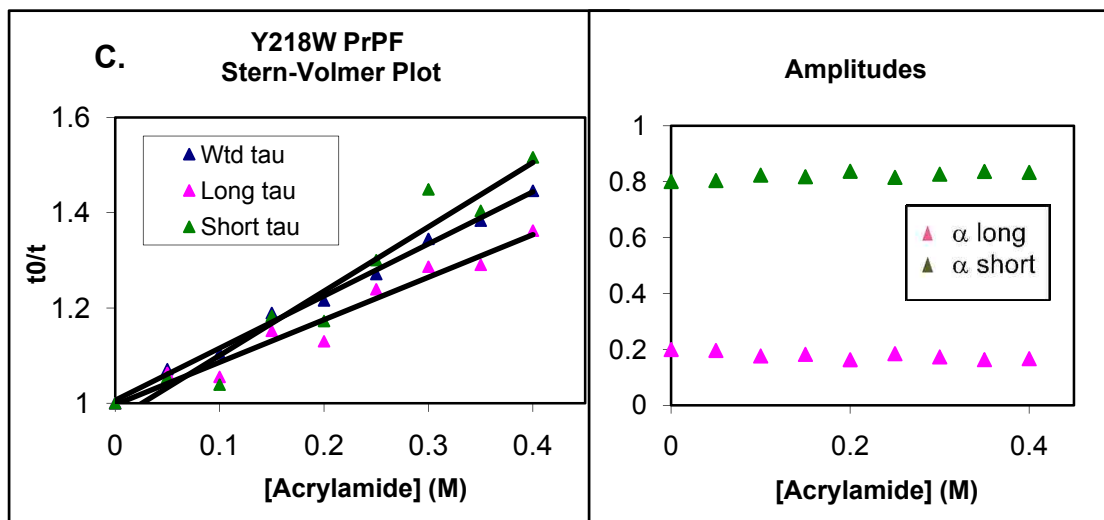 C.
Y218W PrPF
Stern-Volmer Plot
1.6
1.4
1.2
1
t0/t
Wtd tau
Long tau
Short tau
0 0.1 0.2 0.3 0.4
[Acrylamide] (M)
Amplitudes
1
0.8
0.6
0.4
0.2
0
α long
α short
0 0.2 0.4
[Acrylamide] (M)